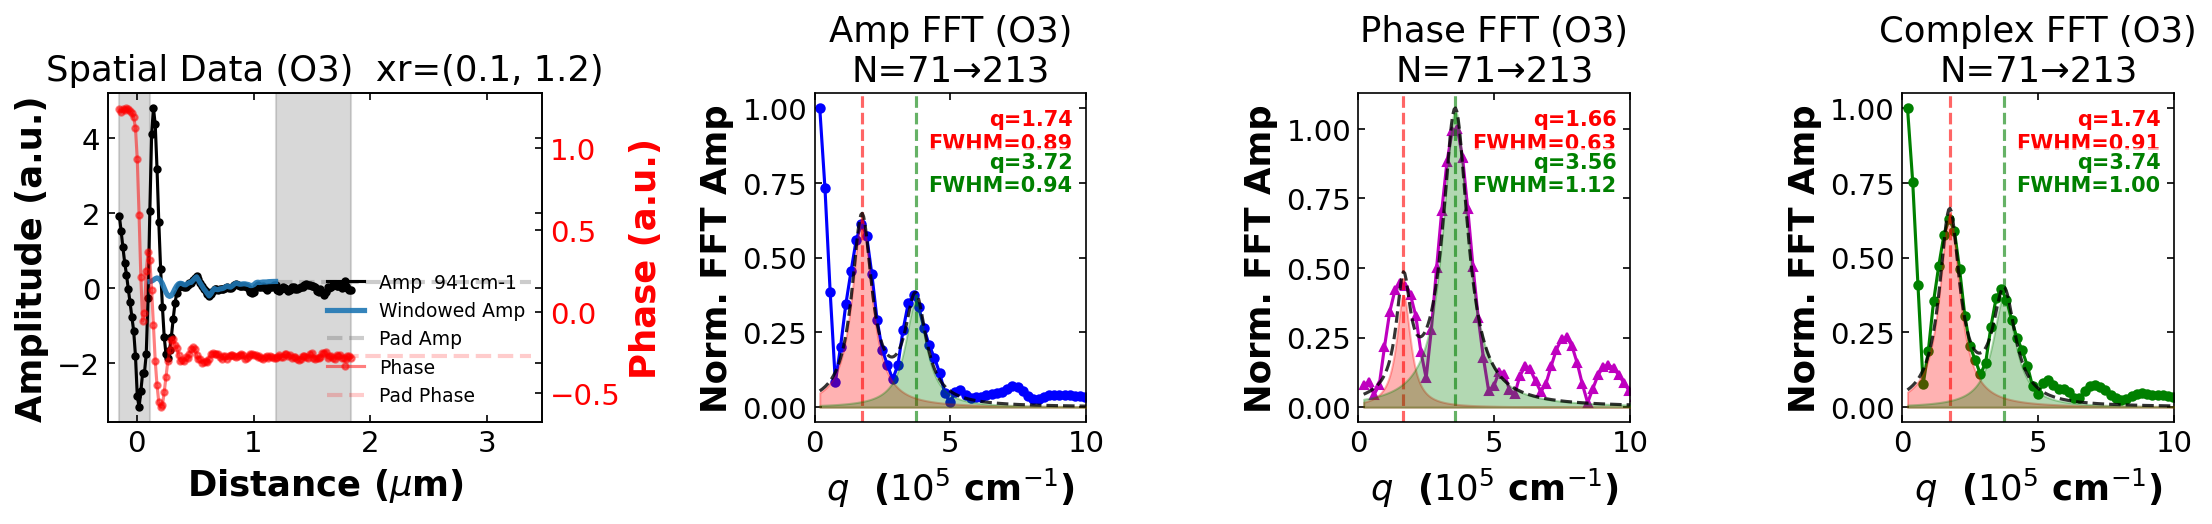 Spatial Data (O3)  xr=(0.1, 1.2)
Amplitude (a.u.)
4
2
0
−2
Amp  941cm-1
Windowed Amp
Pad Amp
Phase
Pad Phase
1.0
0.5
0.0
−0.5
Phase (a.u.)
0 1 2 3
Distance (μm)
Amp FFT (O3)
N=71→213
Norm. FFT Amp
1.00
0.75
0.50
0.25
0.00
q=1.74
FWHM=0.89
q=3.72
FWHM=0.94
0 5 10
q (10⁵ cm⁻¹)
Phase FFT (O3)
N=71→213
Norm. FFT Amp
1.00
0.75
0.50
0.25
0.00
q=1.66
FWHM=0.63
q=3.56
FWHM=1.12
0 5 10
q (10⁵ cm⁻¹)
Complex FFT (O3)
N=71→213
Norm. FFT Amp
1.00
0.75
0.50
0.25
0.00
q=1.74
FWHM=0.91
q=3.74
FWHM=1.00
0 5 10
q (10⁵ cm⁻¹)